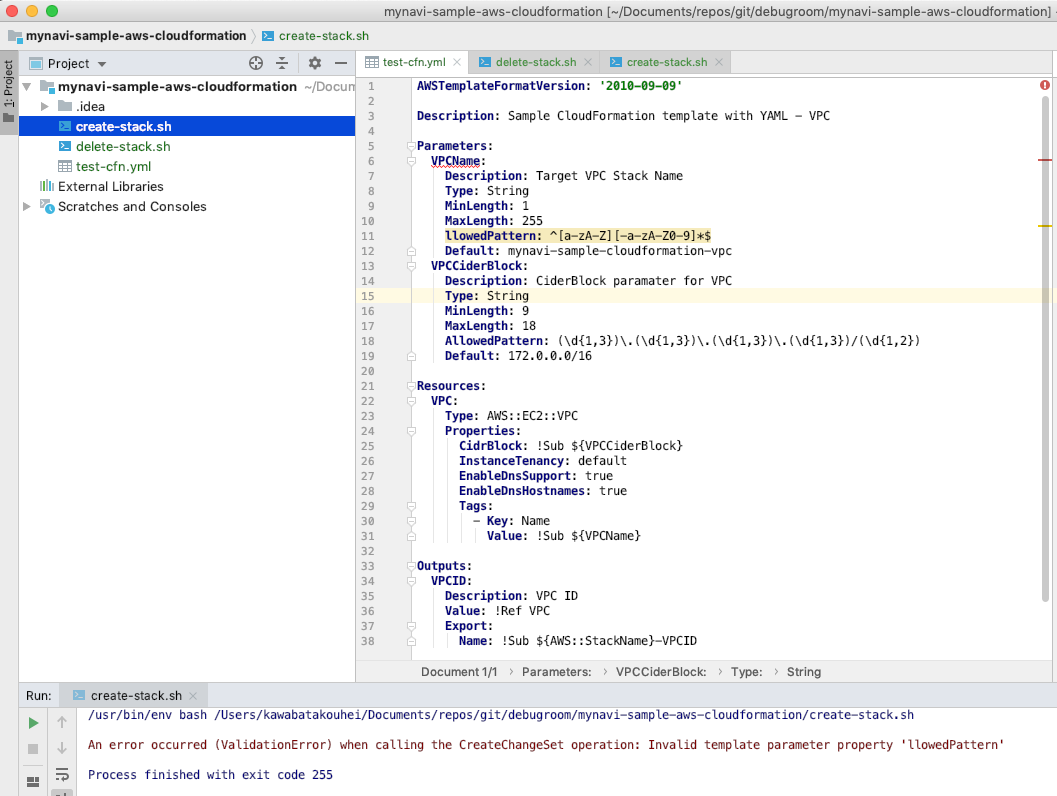 mynavi-sample-aws-cloudformation [~/Documents/repos/git/debugroom/mynavi-sample-aws-cloudformation]
mynavi-sample-aws-cloudformation create-stack.sh
1: Project
Project
mynavi-sample-aws-cloudformation ~/Docum
.idea
create-stack.sh
delete-stack.sh
test-cfn.yml
External Libraries
Scratches and Consoles
test-cfn.yml delete-stack.sh create-stack.sh
1 AWSTemplateFormatVersion: '2010-09-09'
2
3 Description: Sample CloudFormation template with YAML - VPC
4
5 Parameters:
6 VPCName:
7 Description: Target VPC Stack Name
8 Type: String
9 MinLength: 1
10 MaxLength: 255
11 llowedPattern: ^[a-zA-Z][-a-zA-Z0-9]*$
12 Default: mynavi-sample-cloudformation-vpc
13 VPCCiderBlock:
14 Description: CiderBlock paramater for VPC
15 Type: String
16 MinLength: 9
17 MaxLength: 18
18 AllowedPattern: (\d{1,3})\.(\d{1,3})\.(\d{1,3})\.(\d{1,3})/(\d{1,2})
19 Default: 172.0.0.0/16
20
21 Resources:
22 VPC:
23 Type: AWS::EC2::VPC
24 Properties:
25 CidrBlock: !Sub ${VPCCiderBlock}
26 InstanceTenancy: default
27 EnableDnsSupport: true
28 EnableDnsHostnames: true
29 Tags:
30 - Key: Name
31 Value: !Sub ${VPCName}
32
33 Outputs:
34 VPCID:
35 Description: VPC ID
36 Value: !Ref VPC
37 Export:
38 Name: !Sub ${AWS::StackName}-VPCID
Document 1/1 › Parameters: › VPCCiderBlock: › Type: › String
Run: create-stack.sh
/usr/bin/env bash /Users/kawabatakouhei/Documents/repos/git/debugroom/mynavi-sample-aws-cloudformation/create-stack.sh
An error occurred (ValidationError) when calling the CreateChangeSet operation: Invalid template parameter property 'llowedPattern'
Process finished with exit code 255